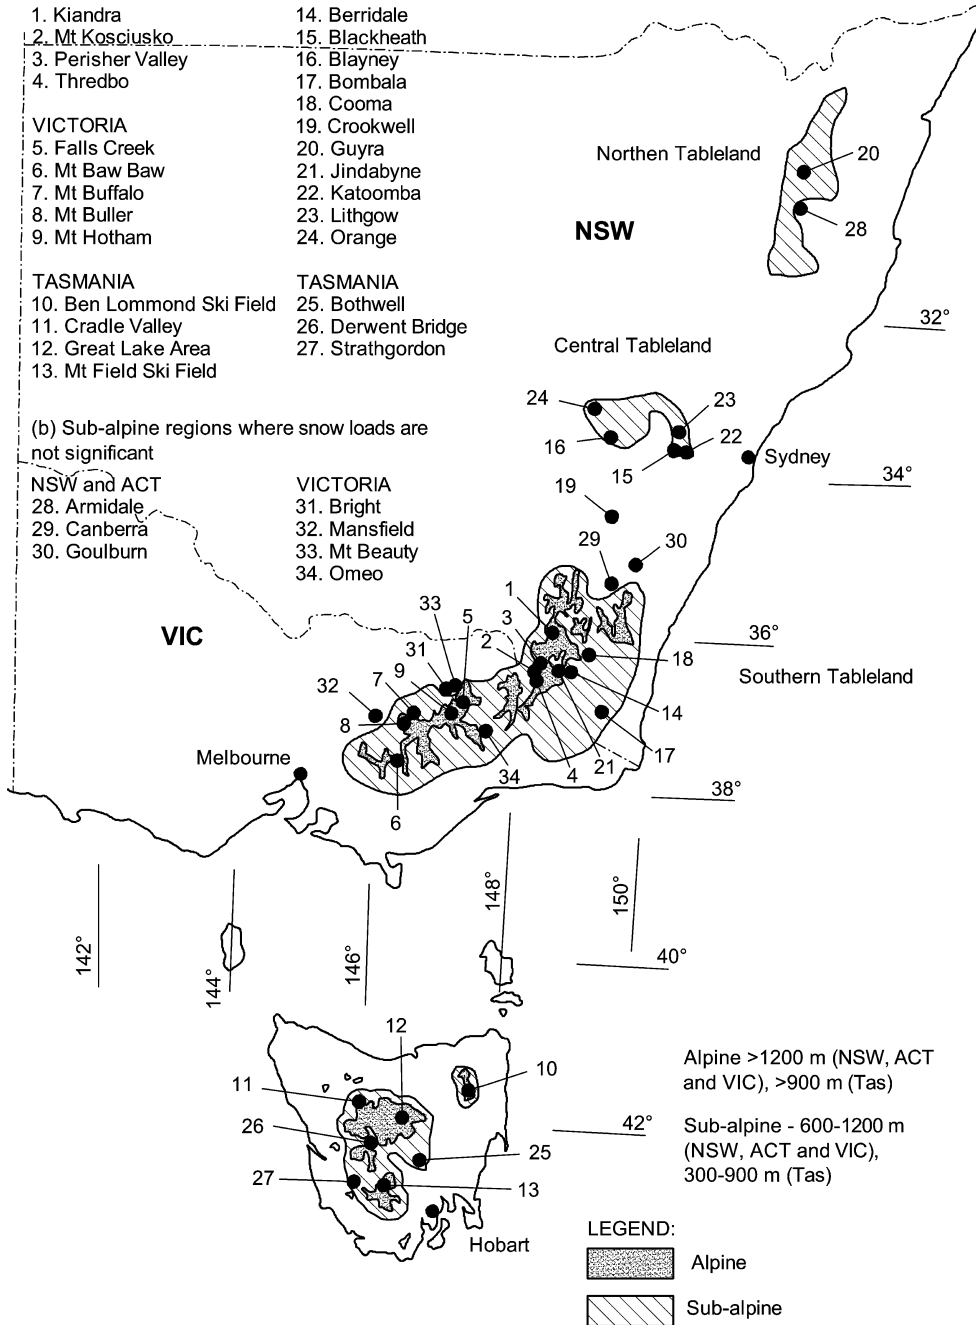 1. Kiandra
2. Mt Kosciusko
3. Perisher Valley
4. Thredbo
VICTORIA
5. Falls Creek
6. Mt Baw Baw
7. Mt Buffalo
8. Mt Buller
9. Mt Hotham
TASMANIA
10. Ben Lommond Ski Field
11. Cradle Valley
12. Great Lake Area
13. Mt Field Ski Field
14. Berridale
15. Blackheath
16. Blayney
17. Bombala
18. Cooma
19. Crookwell
20. Guyra
21. Jindabyne
22. Katoomba
23. Lithgow
24. Orange
TASMANIA
25. Bothwell
26. Derwent Bridge
27. Strathgordon
(b) Sub-alpine regions where snow loads are
not significant
NSW and ACT
28. Armidale
29. Canberra
30. Goulburn
VICTORIA
31. Bright
32. Mansfield
33. Mt Beauty
34. Omeo
Northen Tableland
20
28
NSW
32°
Central Tableland
24
23
16
15
22
Sydney
34°
19
29
30
1
3
2
36°
18
Southern Tableland
14
17
21
4
34
VIC
33
5
31
9
7
32
8
6
Melbourne
38°
142°
144°
146°
148°
150°
40°
12
10
11
26
42°
25
27
13
Hobart
Alpine >1200 m (NSW, ACT
and VIC), >900 m (Tas)
Sub-alpine - 600-1200 m
(NSW, ACT and VIC),
300-900 m (Tas)
LEGEND:
Alpine
Sub-alpine